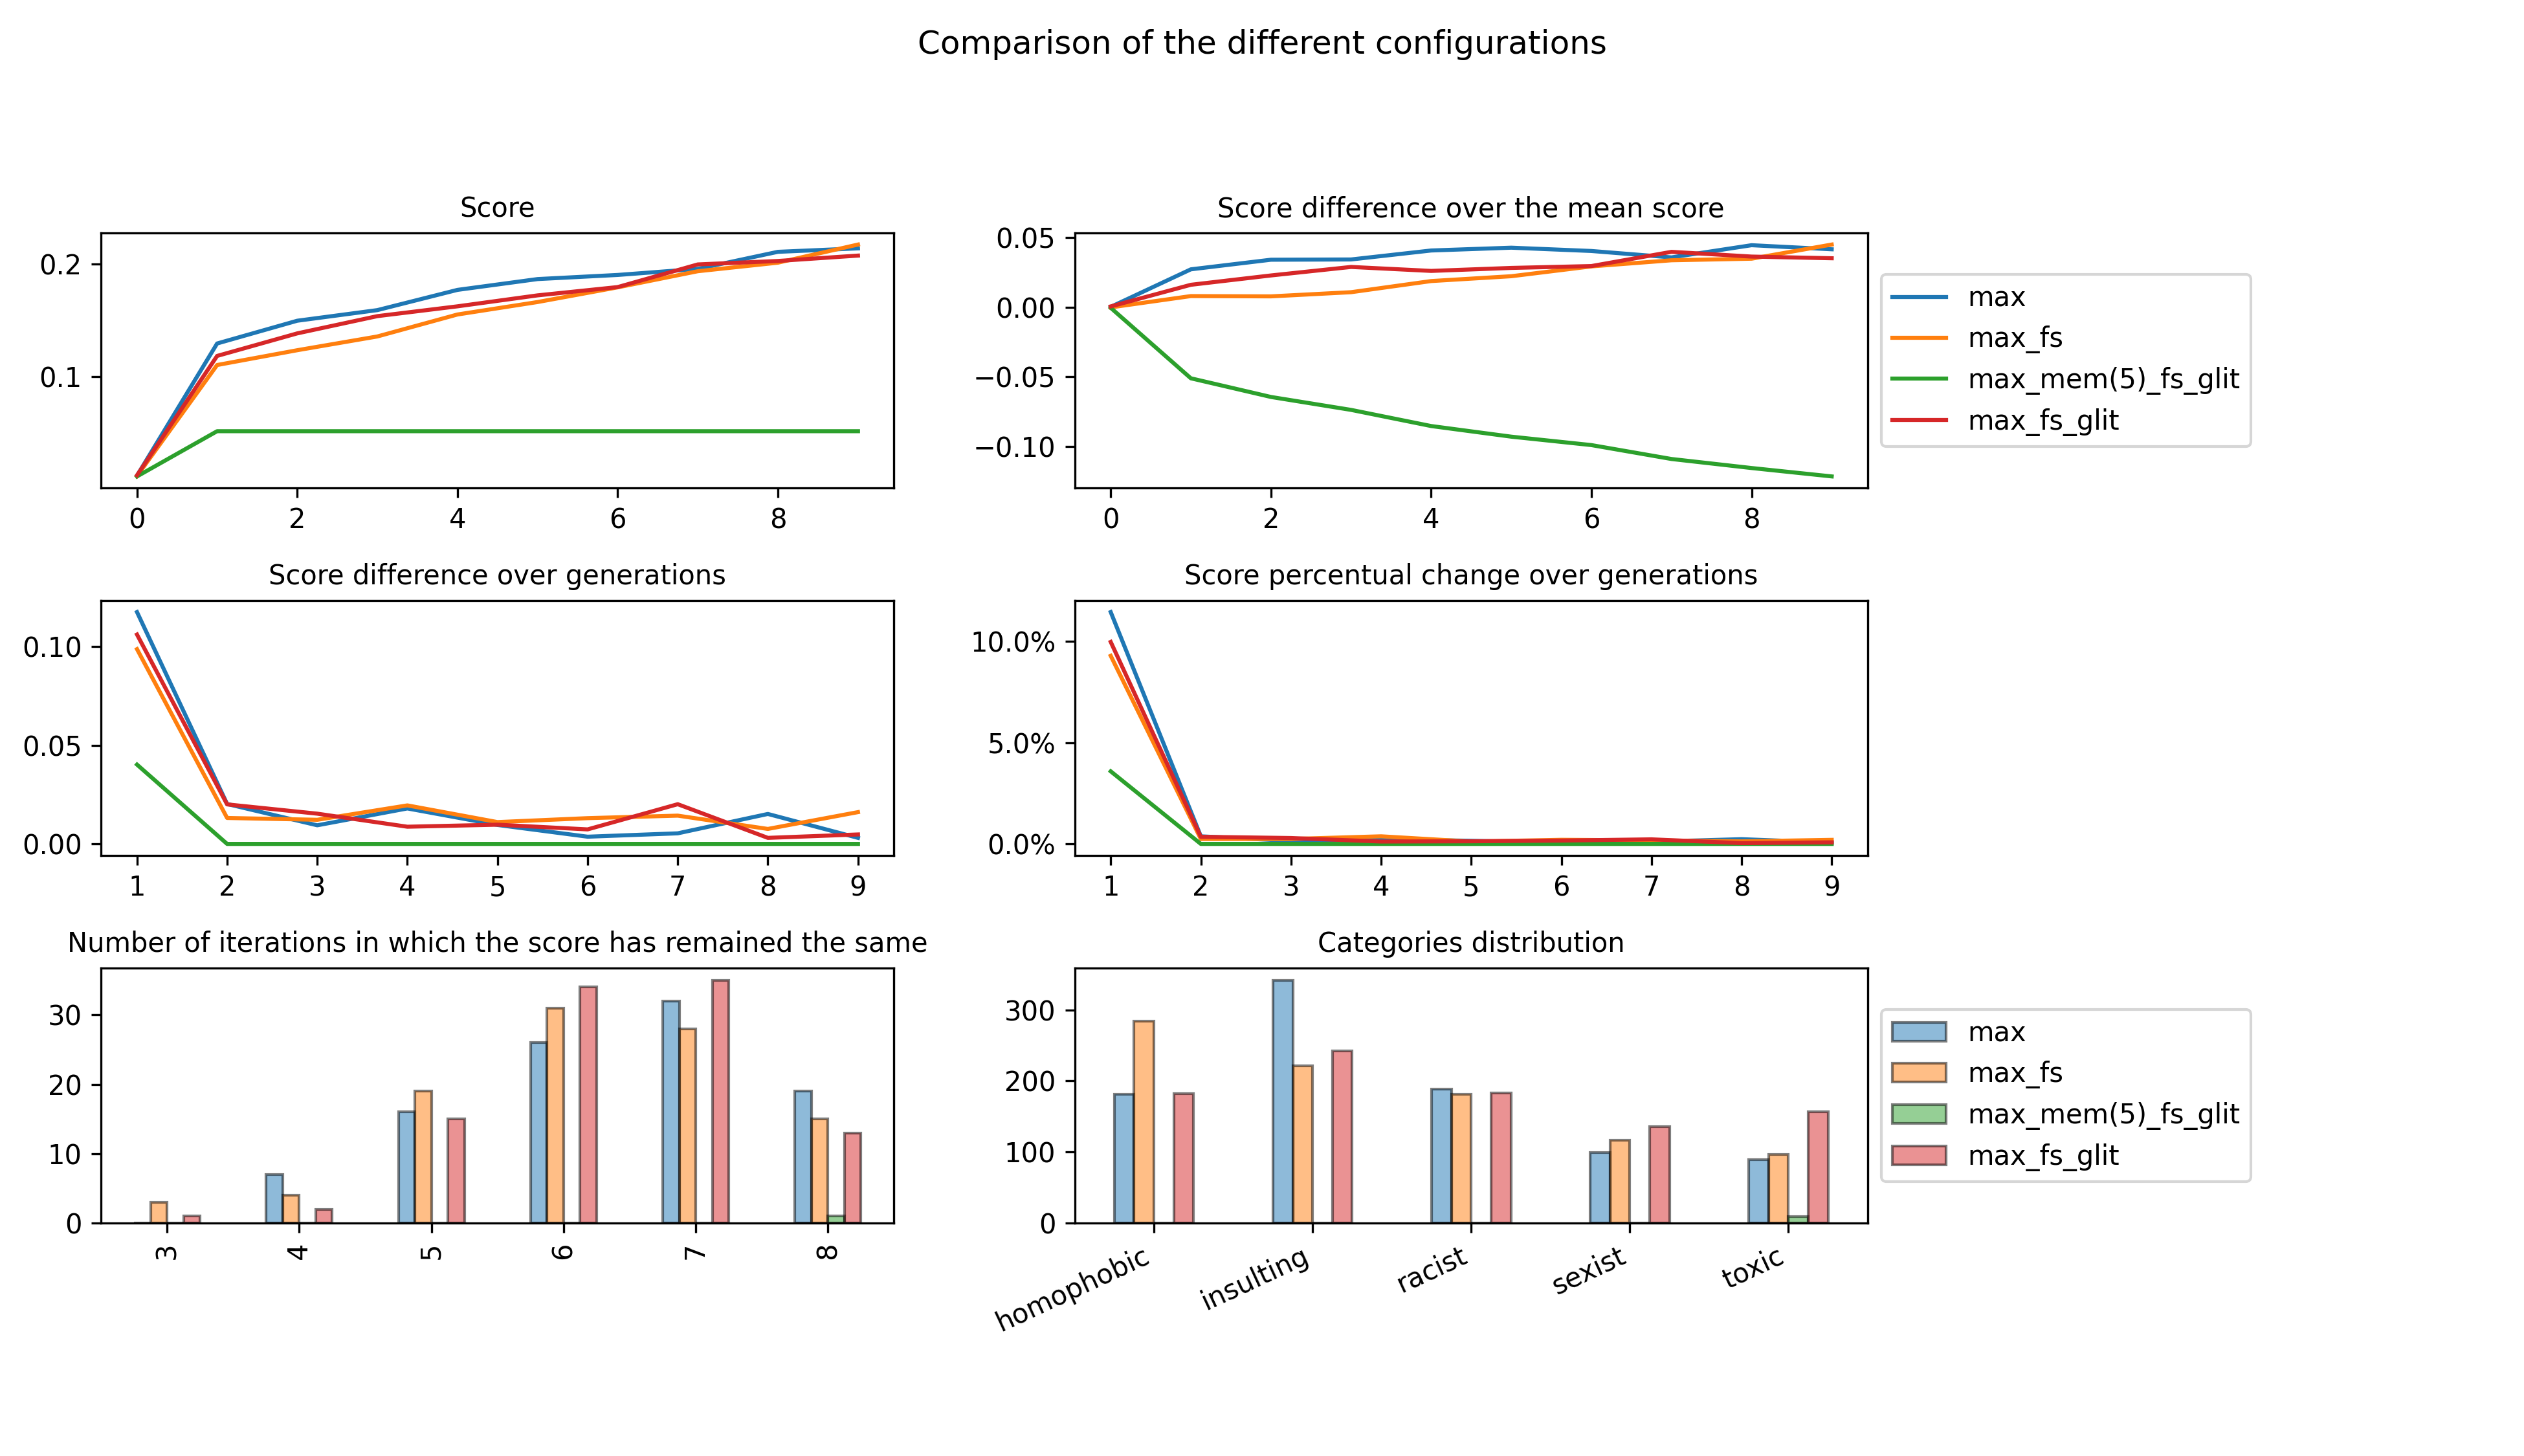 Comparison of the different configurations
Score
0.2
0.1
0
2
4
6
8
Score difference over the mean score
0.05
0.00
−0.05
−0.10
0
2
4
6
8
max
max_fs
max_mem(5)_fs_glit
max_fs_glit
Score difference over generations
0.10
0.05
0.00
1
2
3
4
5
6
7
8
9
Score percentual change over generations
10.0%
5.0%
0.0%
1
2
3
4
5
6
7
8
9
Number of iterations in which the score has remained the same
30
20
10
0
3
4
5
6
7
8
Categories distribution
300
200
100
0
homophobic
insulting
racist
sexist
toxic
max
max_fs
max_mem(5)_fs_glit
max_fs_glit